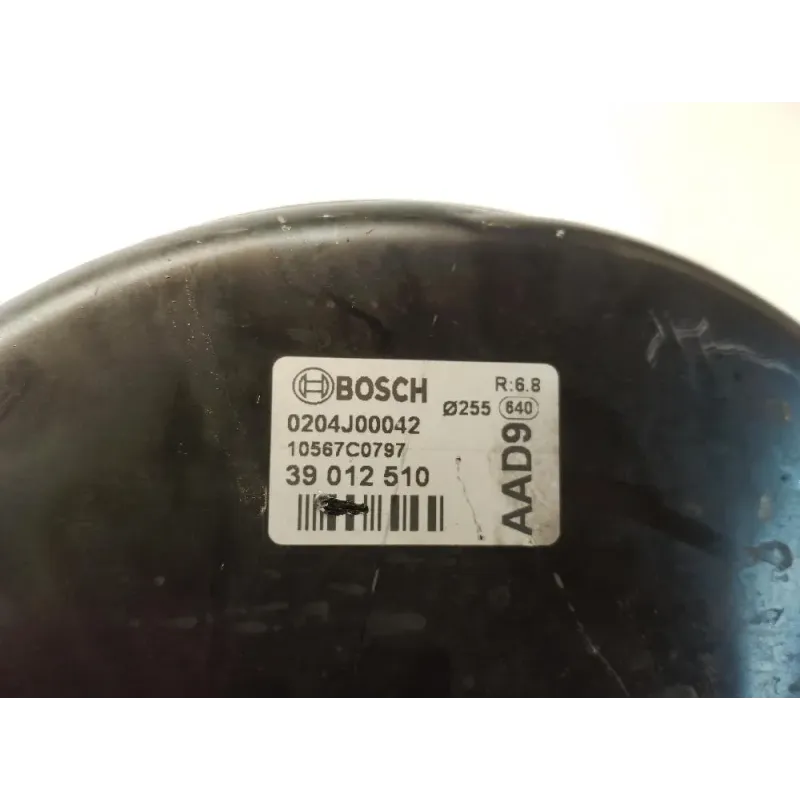 BOSCH
R:6.8
Ø255 640
0204J00042
10567C0797
39 012 510
AAD9